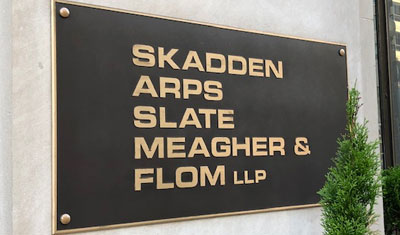 SKADDEN
ARPS
SLATE
MEAGHER &
FLOM LLP